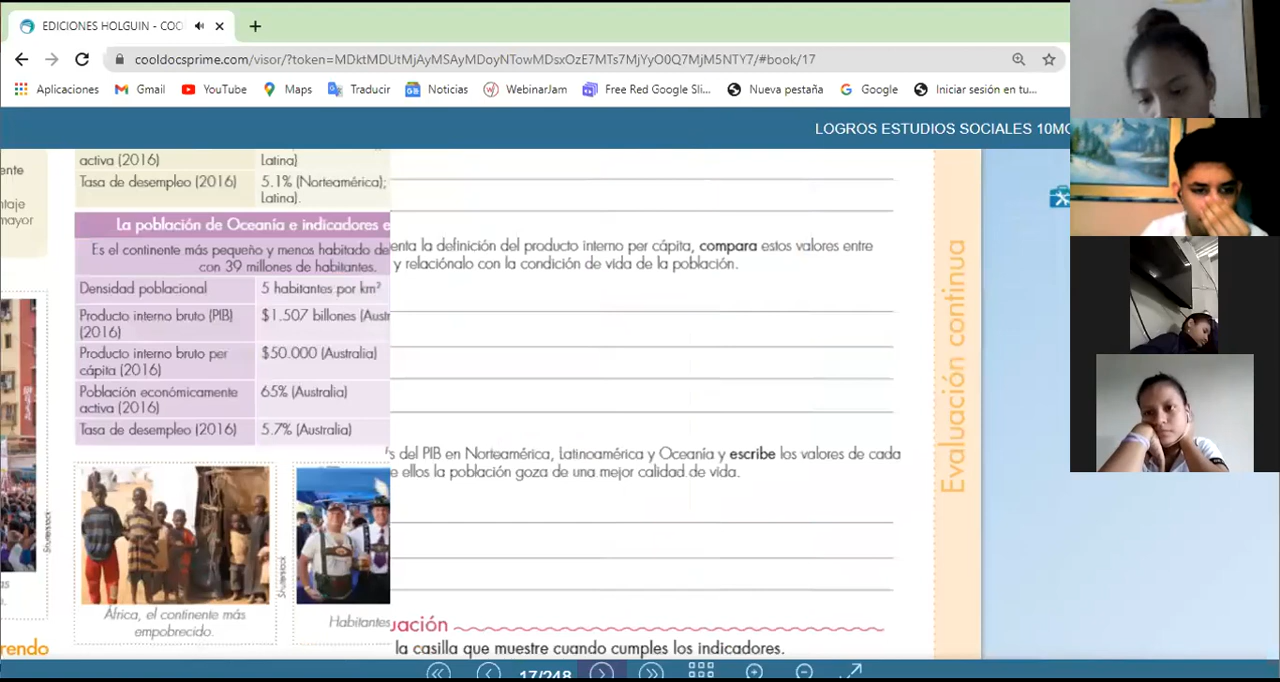 EDICIONES HOLGUIN - COO
cooldocsprime.com/visor/?token=MDktMDUtMjAyMSAyMDoyNTowMDsxOzE7MTs7MjYyO0Q7MjM5NTY7/#book/17
Aplicaciones Gmail YouTube Maps Traducir Noticias WebinarJam Free Red Google Sli... Nueva pestaña Google Iniciar sesión en tu...
LOGROS ESTUDIOS SOCIALES 10MO
ente
ntaje
mayor
activa (2016) Latina)
Tasa de desempleo (2016) 5.1% (Norteamérica);
Latina).
La población de Oceanía e indicadores e
Es el continente más pequeño y menos habitado de
con 39 millones de habitantes.
Densidad poblacional 5 habitantes por km²
Producto interno bruto (PIB) $1.507 billones (Austr
(2016)
Producto interno bruto per $50.000 (Australia)
cápita (2016)
Población económicamente 65% (Australia)
activa (2016)
Tasa de desempleo (2016) 5.7% (Australia)
Shutterstock
Shutterstock
África, el continente más
empobrecido.
Habitantes
as
rendo
enta la definición del producto interno per cápita, compara estos valores entre
y relaciónalo con la condición de vida de la población.
s del PIB en Norteamérica, Latinoamérica y Oceanía y escribe los valores de cada
e ellos la población goza de una mejor calidad de vida.
uación
la casilla que muestre cuando cumples los indicadores.
Evaluación continua
17/248